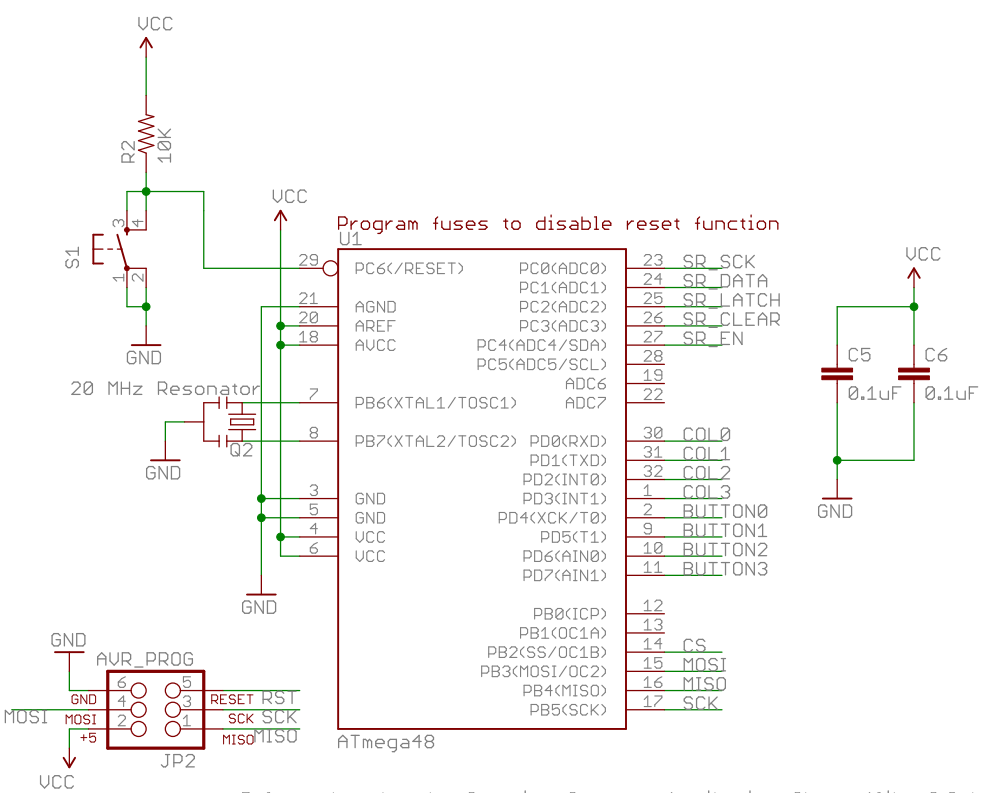 VCC
R2
10K
S1
3
4
1
2
GND
VCC
Program fuses to disable reset function
U1
29 PC6(/RESET)
21 AGND
20 AREF
18 AVCC
7 PB6(XTAL1/TOSC1)
8 PB7(XTAL2/TOSC2)
3 GND
5 GND
4 VCC
6 VCC
GND
PC0(ADC0) 23 SR_SCK
PC1(ADC1) 24 SR_DATA
PC2(ADC2) 25 SR_LATCH
PC3(ADC3) 26 SR_CLEAR
PC4(ADC4/SDA) 27 SR_EN
PC5(ADC5/SCL) 28
ADC6 19
ADC7 22
PD0(RXD) 30 COL0
PD1(TXD) 31 COL1
PD2(INT0) 32 COL2
PD3(INT1) 1 COL3
PD4(XCK/T0) 2 BUTTON0
PD5(T1) 9 BUTTON1
PD6(AIN0) 10 BUTTON2
PD7(AIN1) 11 BUTTON3
PB0(ICP) 12
PB1(OC1A) 13
PB2(SS/OC1B) 14 CS
PB3(MOSI/OC2) 15 MOSI
PB4(MISO) 16 MISO
PB5(SCK) 17 SCK
ATmega48
20 MHz Resonator
Q2
GND
VCC
C5
0.1uF
C6
0.1uF
GND
GND
AVR_PROG
GND 6 5 RESET RST
MOSI MOSI 4 3 SCK SCK
+5 2 1 MISO MISO
JP2
VCC